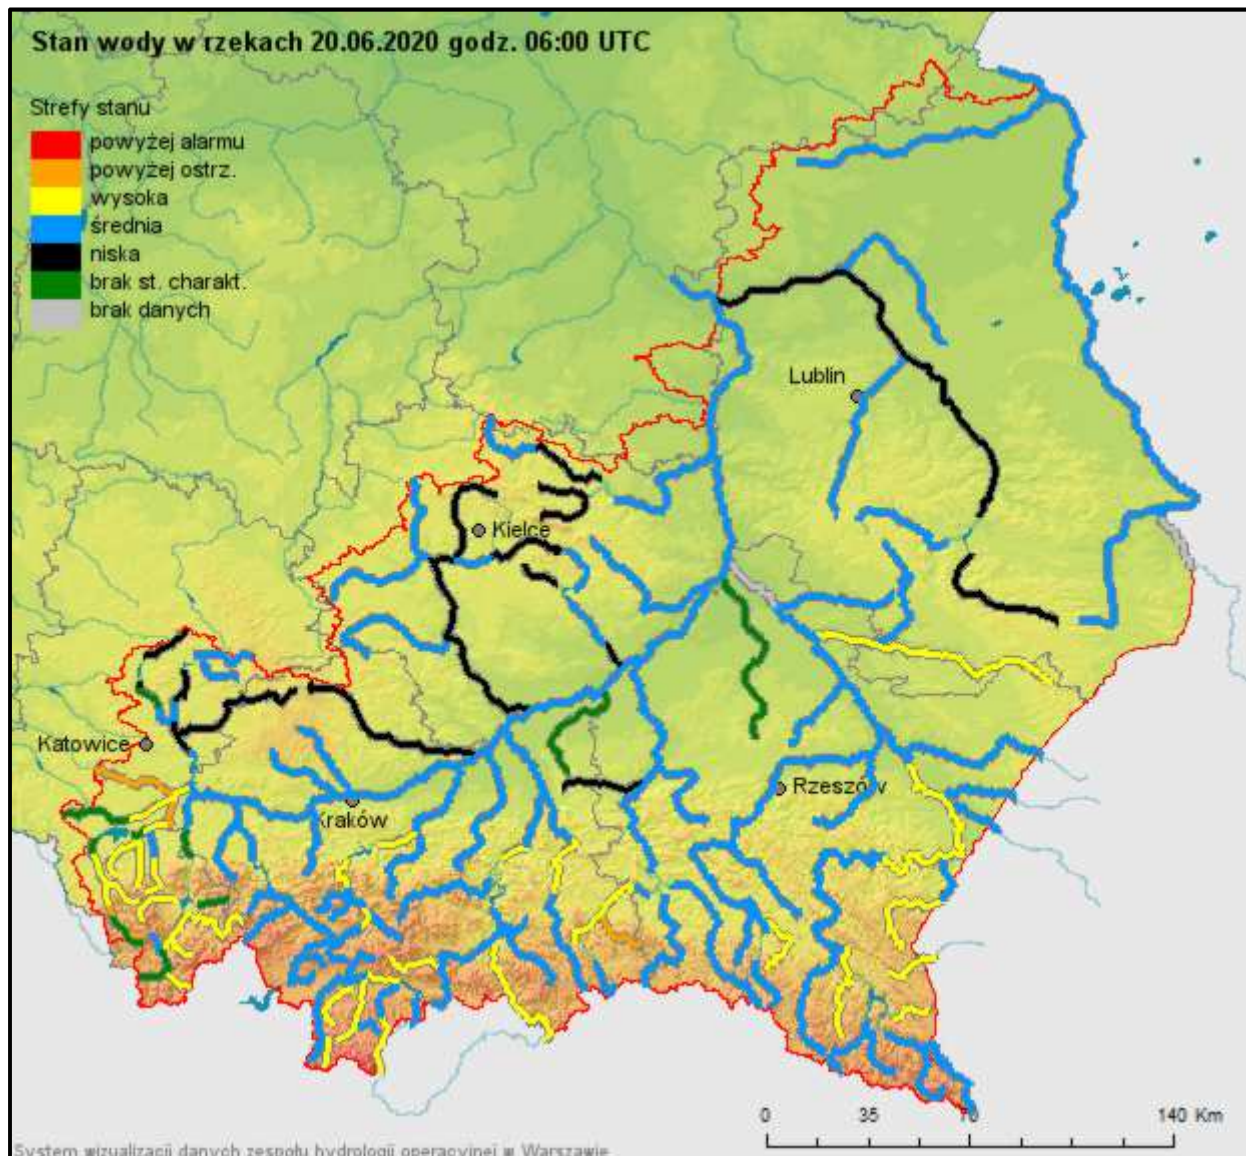 Stan wody w rzekach 20.06.2020 godz. 06:00 UTC
Strefy stanu
powyżej alarmu
powyżej ostrz.
wysoka
średnia
niska
brak st. charakt.
brak danych
Lublin
Kielce
Katowice
Kraków
Rzeszów
0 35 70 140 Km
System wizualizacji danych zespołu hydrologii operacyjnej w Warszawie